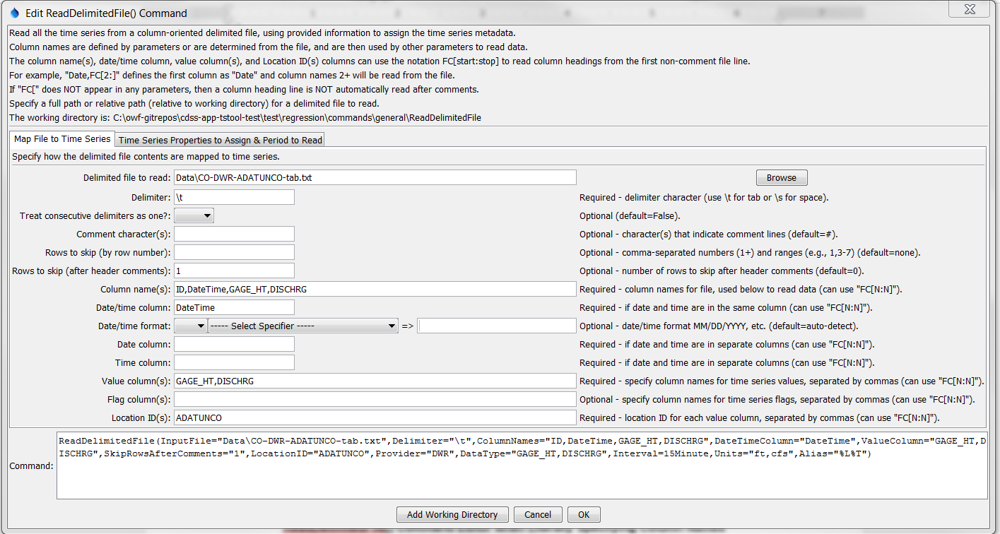 Edit ReadDelimitedFile() Command
Read all the time series from a column-oriented delimited file, using provided information to assign the time series metadata.
Column names are defined by parameters or are determined from the file, and are then used by other parameters to read data.
The column name(s), date/time column, value column(s), and Location ID(s) columns can use the notation FC[start:stop] to read column headings from the first non-comment file line.
For example, "Date,FC[2:]" defines the first column as "Date" and column names 2+ will be read from the file.
If "FC[" does NOT appear in any parameters, then a column heading line is NOT automatically read after comments.
Specify a full path or relative path (relative to working directory) for a delimited file to read.
The working directory is: C:\owf-gitrepos\cdss-app-tstool-test\test\regression\commands\general\ReadDelimitedFile
Map File to Time Series Time Series Properties to Assign & Period to Read
Specify how the delimited file contents are mapped to time series.
Delimited file to read: Data\CO-DWR-ADATUNCO-tab.txt Browse
Delimiter: \t Required - delimiter character (use \t for tab or \s for space).
Treat consecutive delimiters as one?: Optional (default=False).
Comment character(s): Optional - character(s) that indicate comment lines (default=#).
Rows to skip (by row number): Optional - comma-separated numbers (1+) and ranges (e.g., 1,3-7) (default=none).
Rows to skip (after header comments): 1 Optional - number of rows to skip after header comments (default=0).
Column name(s): ID,DateTime,GAGE_HT,DISCHRG Required - column names for file, used below to read data (can use "FC[N:N]").
Date/time column: DateTime Required - if date and time are in the same column (can use "FC[N:N]").
Date/time format: ----- Select Specifier ----- => Optional - date/time format MM/DD/YYYY, etc. (default=auto-detect).
Date column: Required - if date and time are in separate columns (can use "FC[N:N]").
Time column: Required - if date and time are in separate columns (can use "FC[N:N]").
Value column(s): GAGE_HT,DISCHRG Required - specify column names for time series values, separated by commas (can use "FC[N:N]").
Flag column(s): Optional - specify column names for time series flags, separated by commas (can use "FC[N:N]").
Location ID(s): ADATUNCO Required - location ID for each value column, separated by commas (can use "FC[N:N]").
ReadDelimitedFile(InputFile="Data\CO-DWR-ADATUNCO-tab.txt",Delimiter="\t",ColumnNames="ID,DateTime,GAGE_HT,DISCHRG",DateTimeColumn="DateTime",ValueColumn="GAGE_HT,D
ISCHRG",SkipRowsAfterComments="1",LocationID="ADATUNCO",Provider="DWR",DataType="GAGE_HT,DISCHRG",Interval=15Minute,Units="ft,cfs",Alias="%L%T")
Command:
Add Working Directory Cancel OK